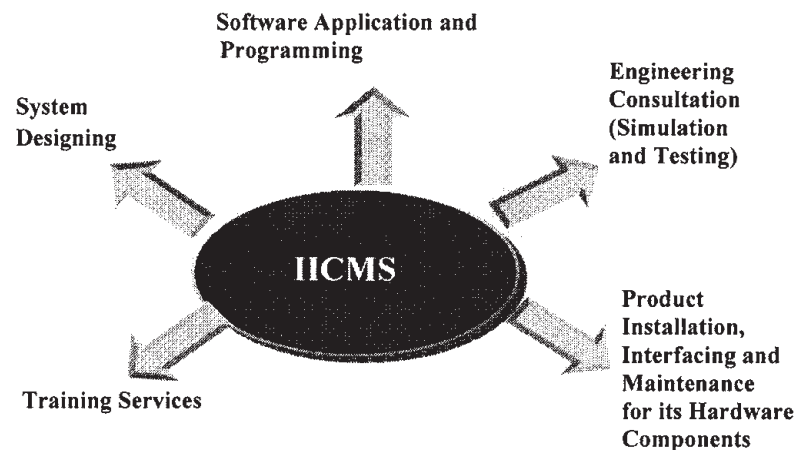 Software Application and
Programming
Engineering
Consultation
(Simulation
and Testing)
System
Designing
IICMS
Product
Installation,
Interfacing and
Maintenance
for its Hardware
Components
Training Services